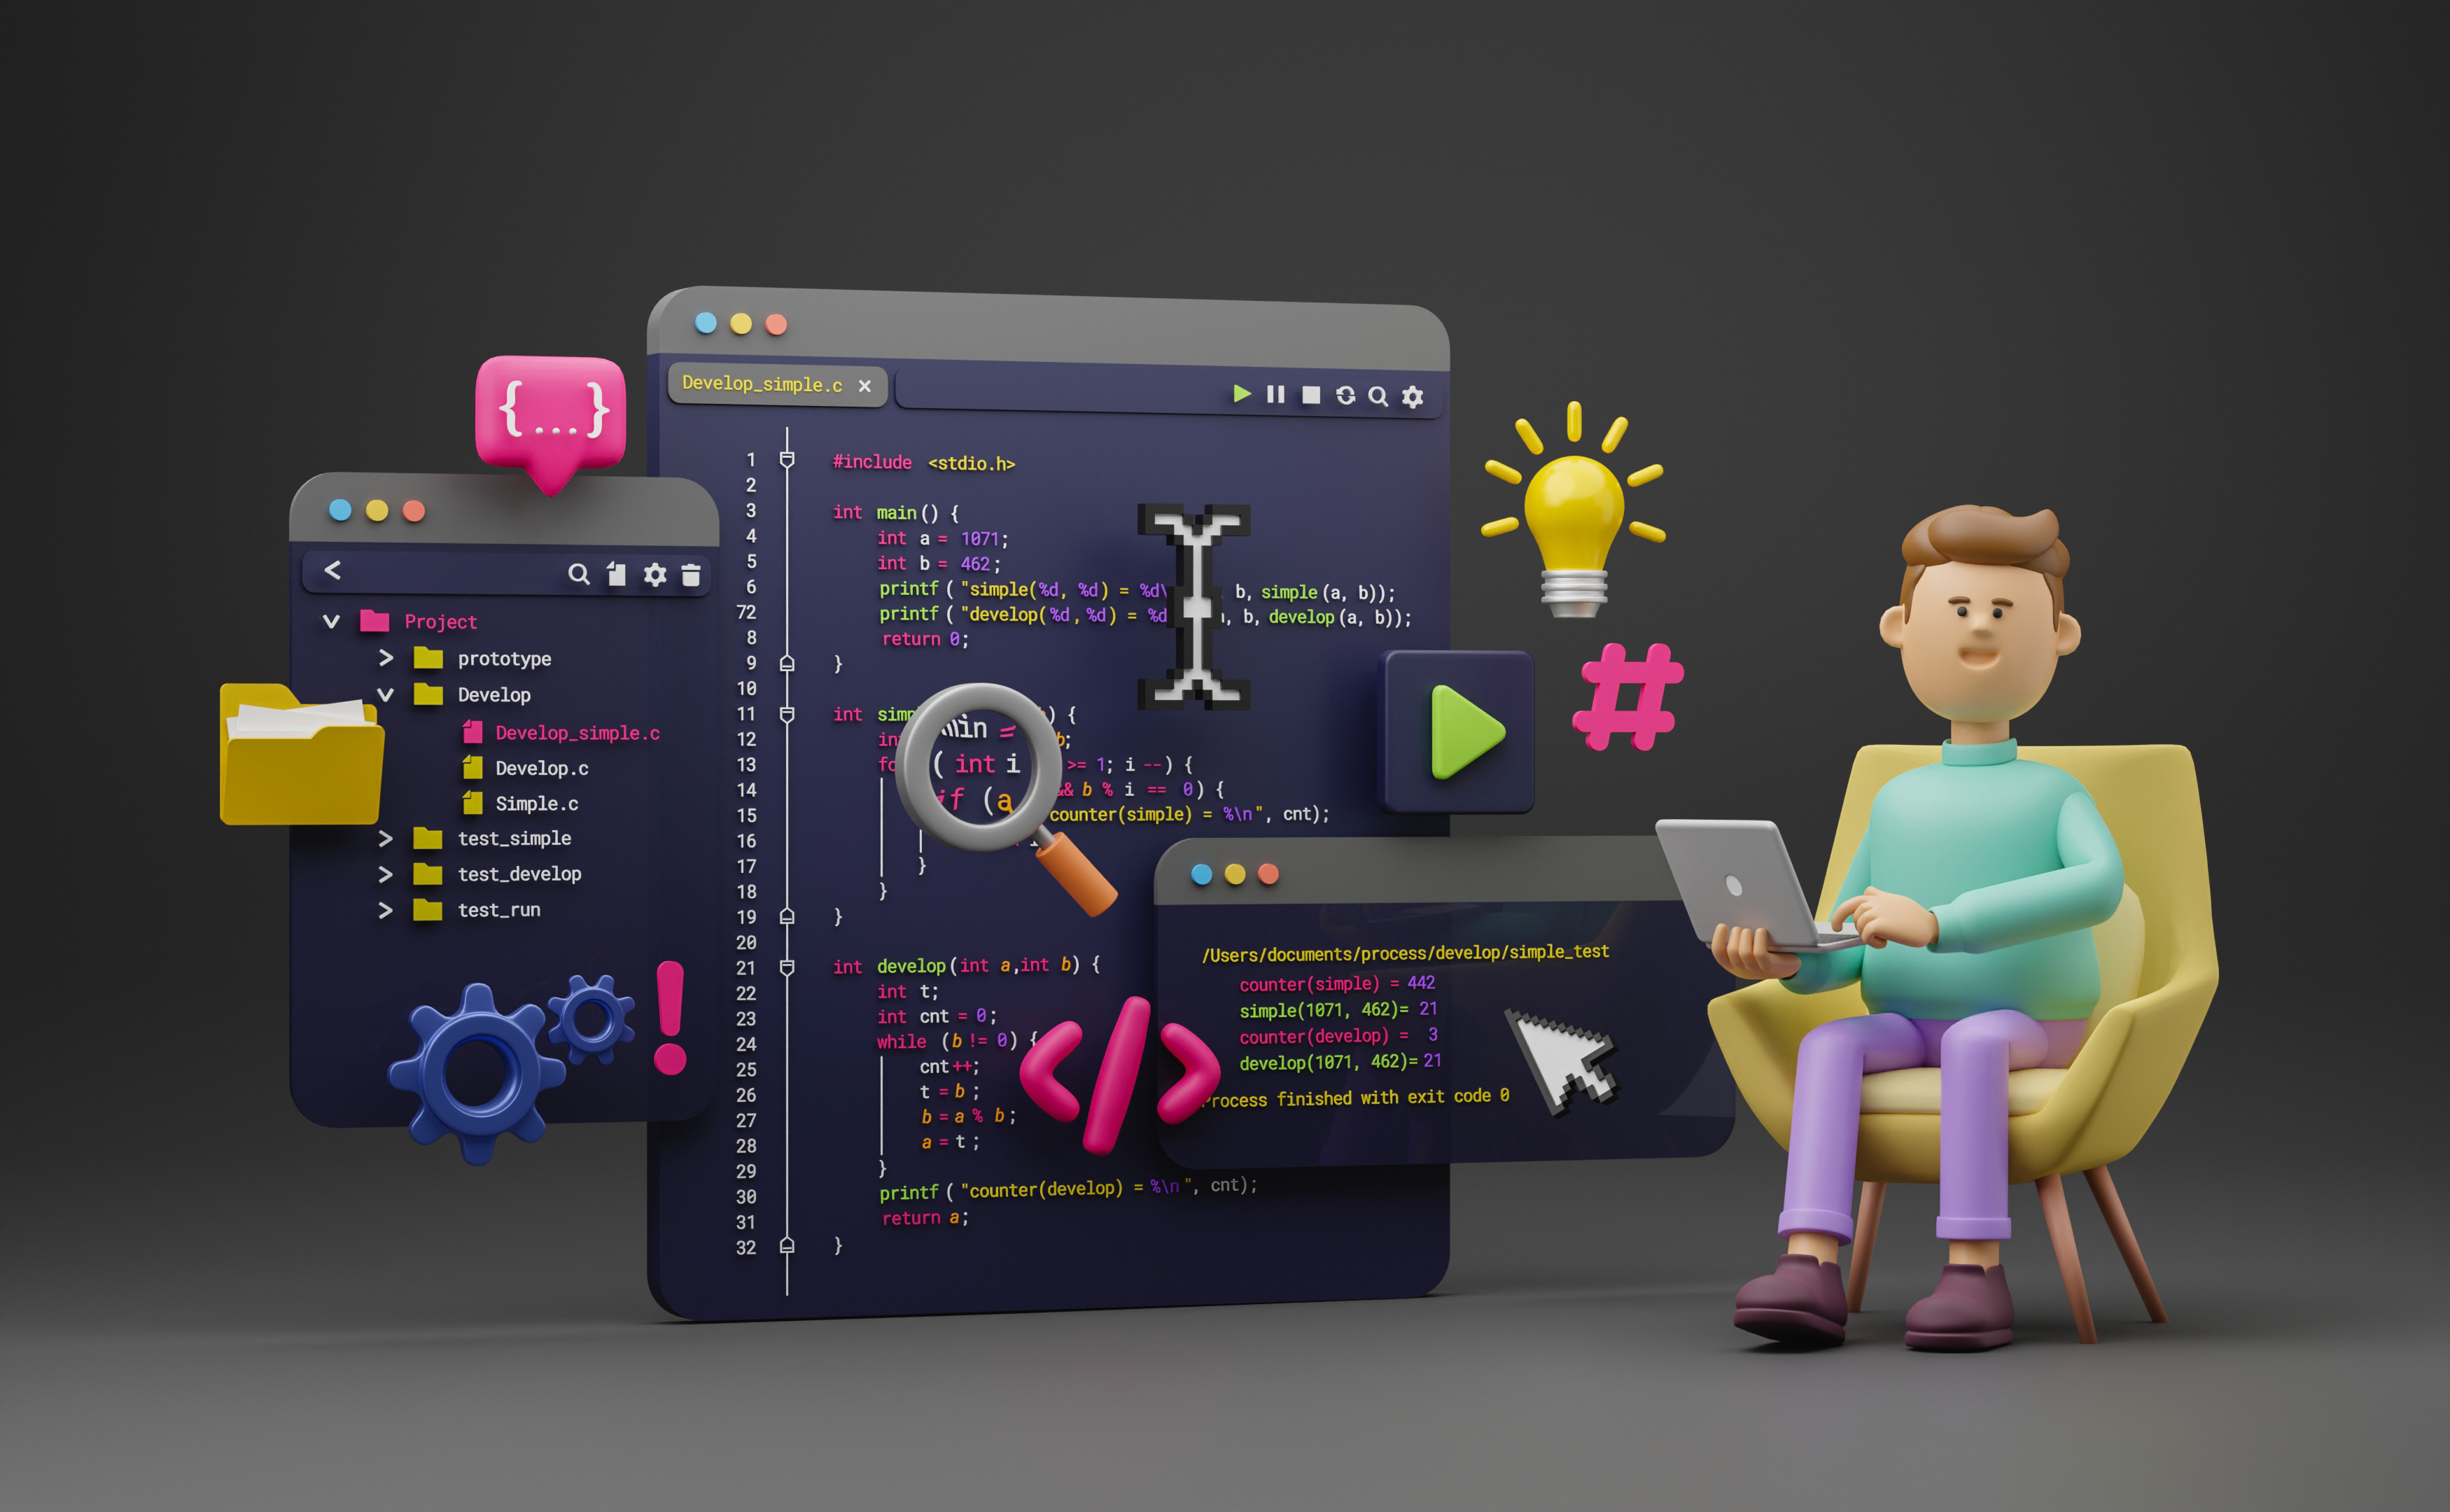 {...}
<
Project
prototype
Develop
Develop_simple.c
Develop.c
Simple.c
test_simple
test_develop
test_run
!
Develop_simple.c ×
1 #include <stdio.h>
2
3 int main() {
4 int a = 1071;
5 int b = 462;
6 printf ("simple(%d, %d) = %d\ b, simple (a, b));
72 printf ("develop(%d, %d) = %d , b, develop (a, b));
8 return 0;
9 }
10
11 int ) {
12 b;
13 >= 1; i --) {
14 && b % i == 0) {
15 counter(simple) = %\n", cnt);
16
17 }
18 }
19 }
20
21 int develop (int a,int b) {
22 int t;
23 int cnt = 0;
24 while (b != 0) {
25 cnt ++;
26 t = b ;
27 b = a % b ;
28 a = t ;
29 }
30 printf ("counter(develop) = %\n ", cnt);
31 return a;
32 }
min =
( int i
if (a
</>
#
/Users/documents/process/develop/simple_test
counter(simple) = 442
simple(1071, 462)= 21
counter(develop) = 3
develop(1071, 462)= 21
Process finished with exit code 0